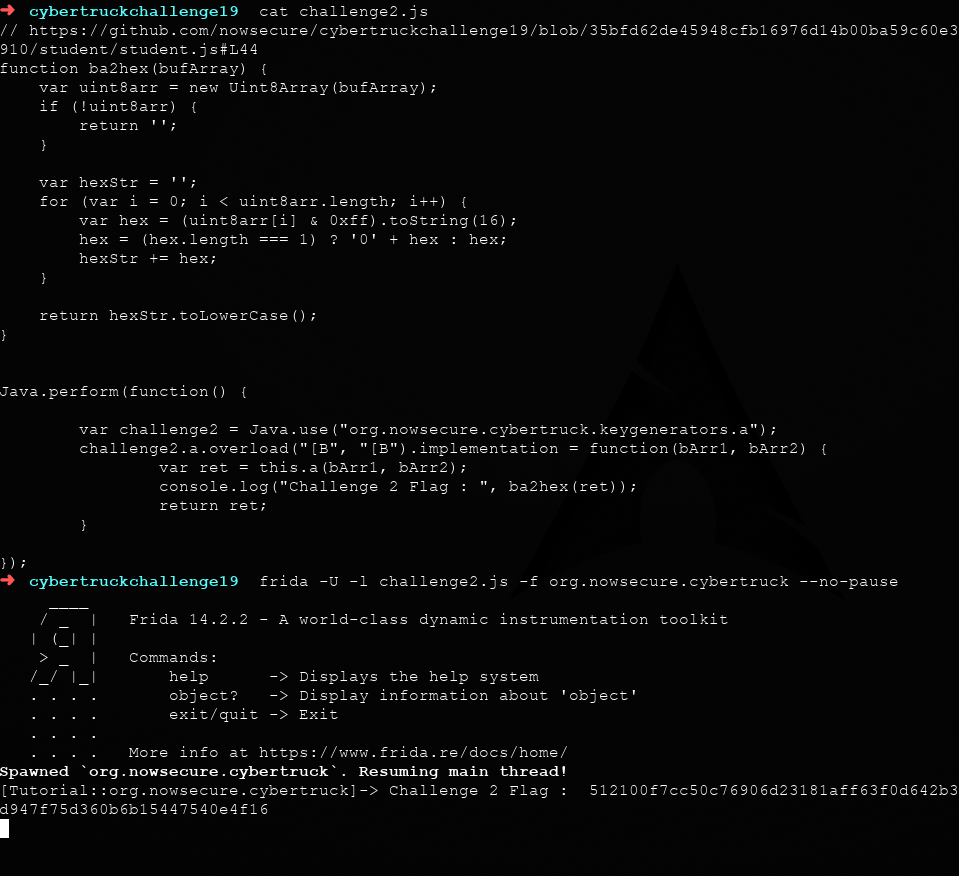 ➜  cybertruckchallenge19  cat challenge2.js
// https://github.com/nowsecure/cybertruckchallenge19/blob/35bfd62de45948cfb16976d14b00ba59c60e3
910/student/student.js#L44
function ba2hex(bufArray) {
    var uint8arr = new Uint8Array(bufArray);
    if (!uint8arr) {
        return '';
    }

    var hexStr = '';
    for (var i = 0; i < uint8arr.length; i++) {
        var hex = (uint8arr[i] & 0xff).toString(16);
        hex = (hex.length === 1) ? '0' + hex : hex;
        hexStr += hex;
    }

    return hexStr.toLowerCase();
}


Java.perform(function() {

        var challenge2 = Java.use("org.nowsecure.cybertruck.keygenerators.a");
        challenge2.a.overload("[B", "[B").implementation = function(bArr1, bArr2) {
                var ret = this.a(bArr1, bArr2);
                console.log("Challenge 2 Flag : ", ba2hex(ret));
                return ret;
        }

});
➜  cybertruckchallenge19  frida -U -l challenge2.js -f org.nowsecure.cybertruck --no-pause
     ____
    / _  |   Frida 14.2.2 - A world-class dynamic instrumentation toolkit
   | (_| |
    > _  |   Commands:
   /_/ |_|       help      -> Displays the help system
   . . . .       object?   -> Display information about 'object'
   . . . .       exit/quit -> Exit
   . . . .
   . . . .   More info at https://www.frida.re/docs/home/
Spawned `org.nowsecure.cybertruck`. Resuming main thread!
[Tutorial::org.nowsecure.cybertruck]-> Challenge 2 Flag :  512100f7cc50c76906d23181aff63f0d642b3
d947f75d360b6b15447540e4f16